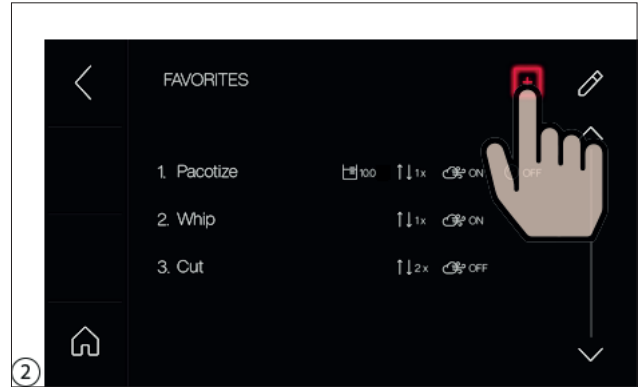 FAVORITES
1. Pacotize 100 1x ON OFF
2. Whip 1x ON
3. Cut 2x OFF
2